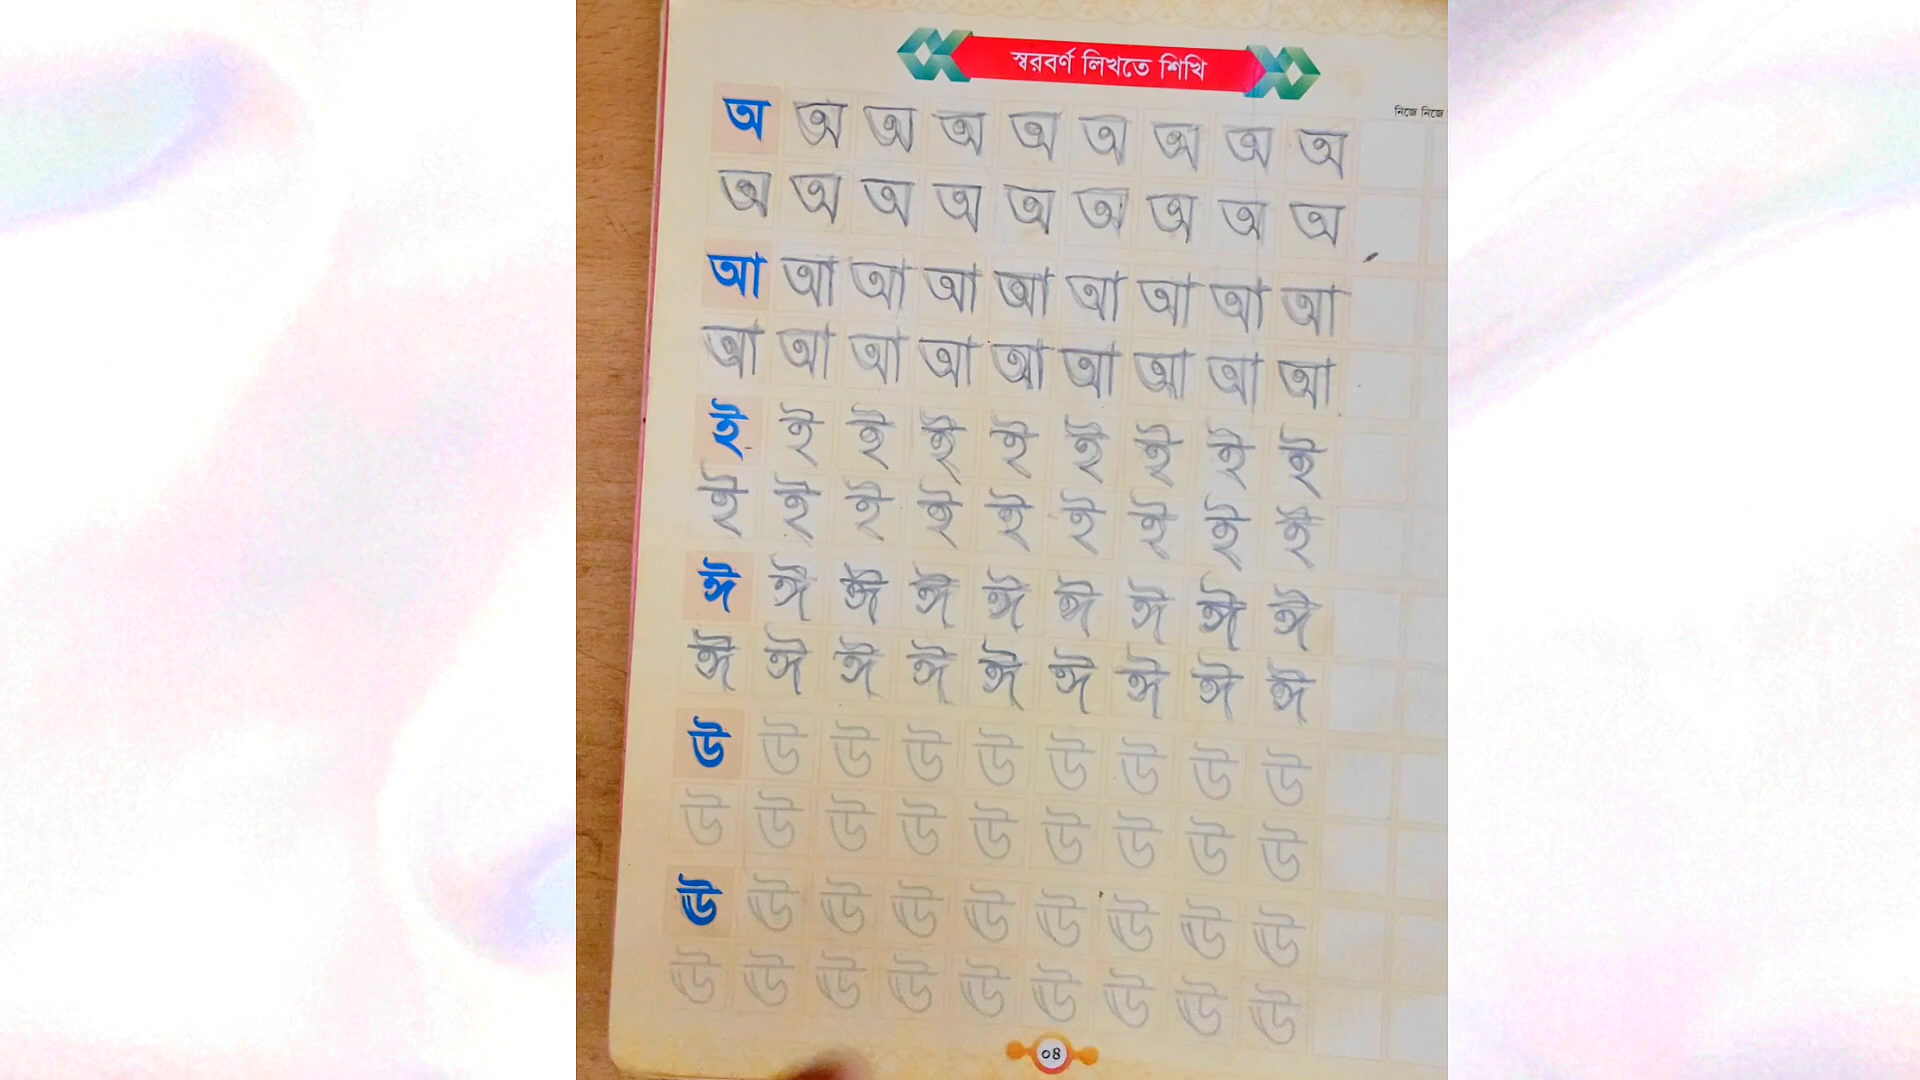 স্বরবর্ণ লিখতে শিখি
নিজে নিজে
অ অ অ অ অ অ অ অ অ
অ অ অ অ অ অ অ অ অ
আ আ আ আ আ আ আ আ আ
আ আ আ আ আ আ আ আ আ
ই ই ই ই ই ই ই ই ই
ই ই ই ই ই ই ই ই ই
ঈ ঈ ঈ ঈ ঈ ঈ ঈ ঈ ঈ
ঈ ঈ ঈ ঈ ঈ ঈ ঈ ঈ ঈ
উ উ উ উ উ উ উ উ উ
উ উ উ উ উ উ উ উ উ
ঊ ঊ ঊ ঊ ঊ ঊ ঊ ঊ ঊ
ঊ ঊ ঊ ঊ ঊ ঊ ঊ ঊ ঊ
০৪